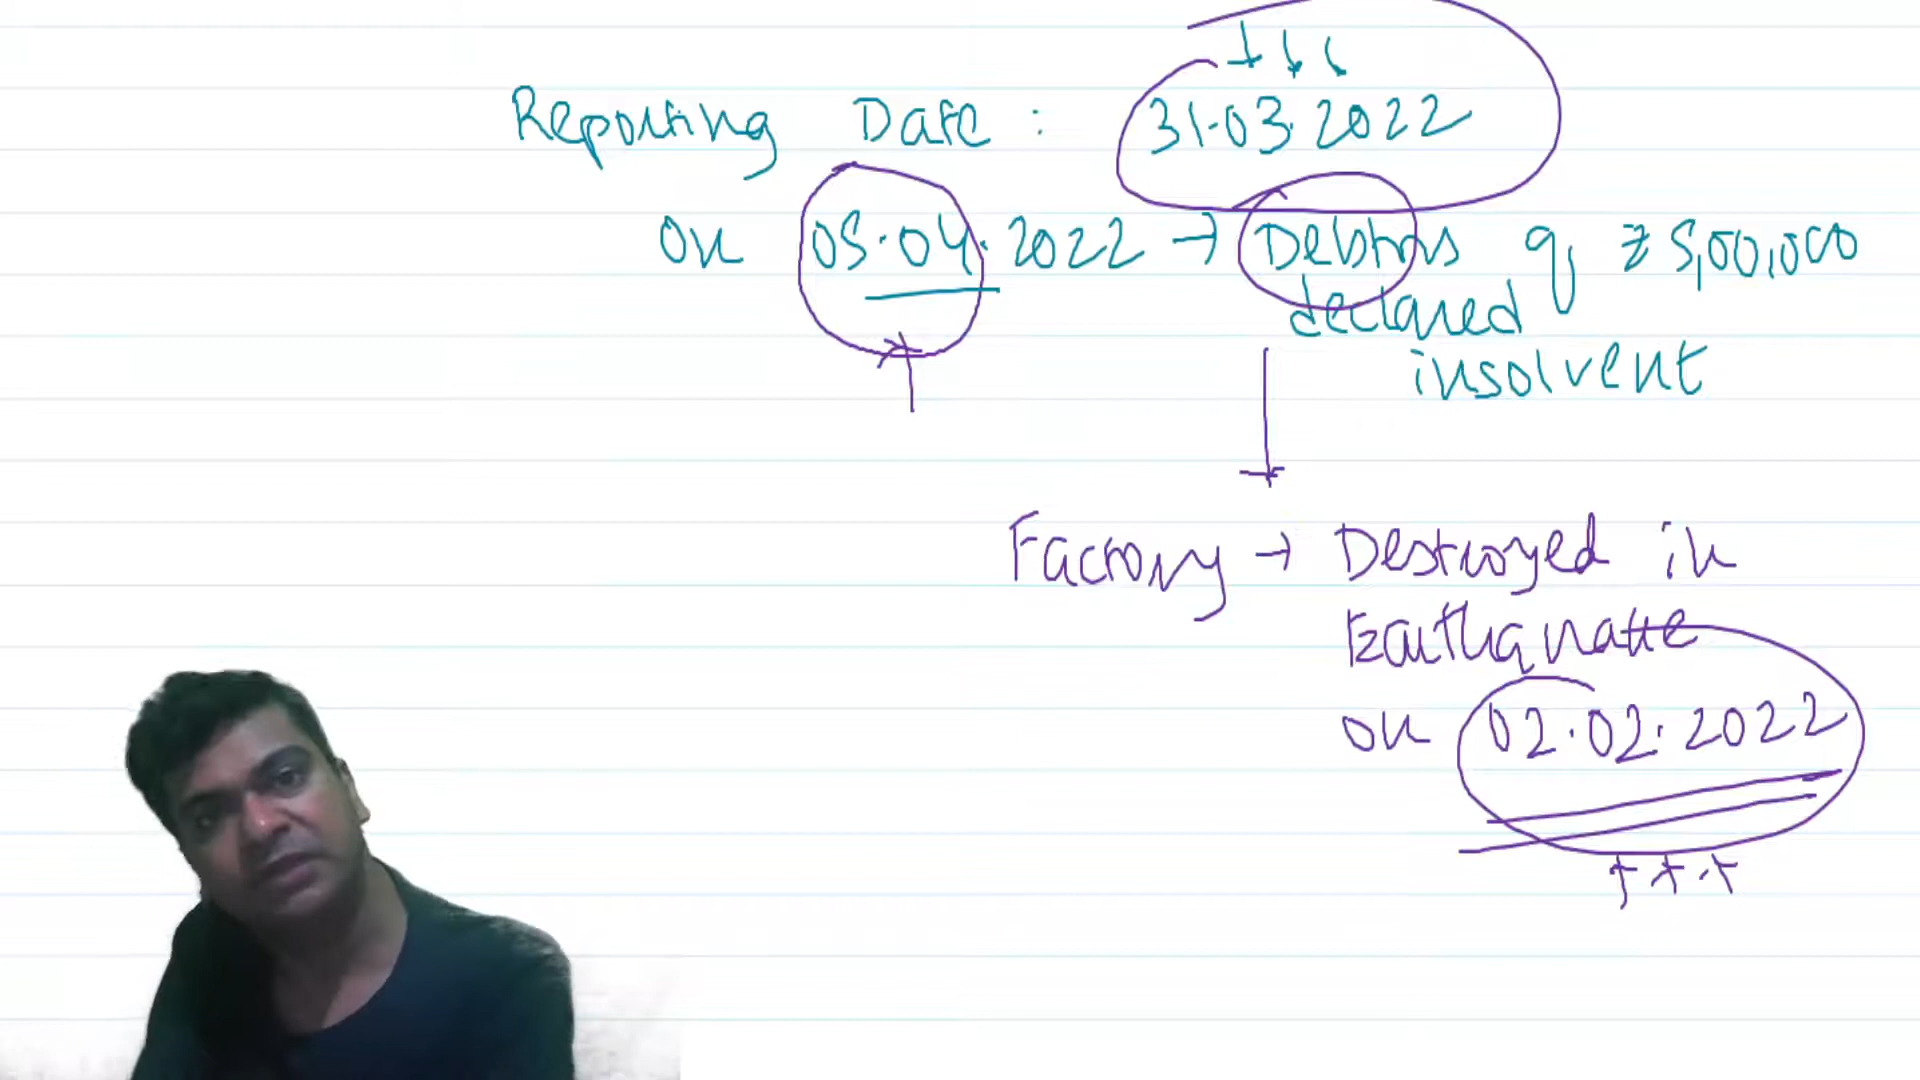 Reporting Date : 31.03.2022
on 05.04.2022 → Debtors of ₹ 5,00,000
declared
insolvent
Factory → Destroyed in
Earthquake
on 02.02.2022